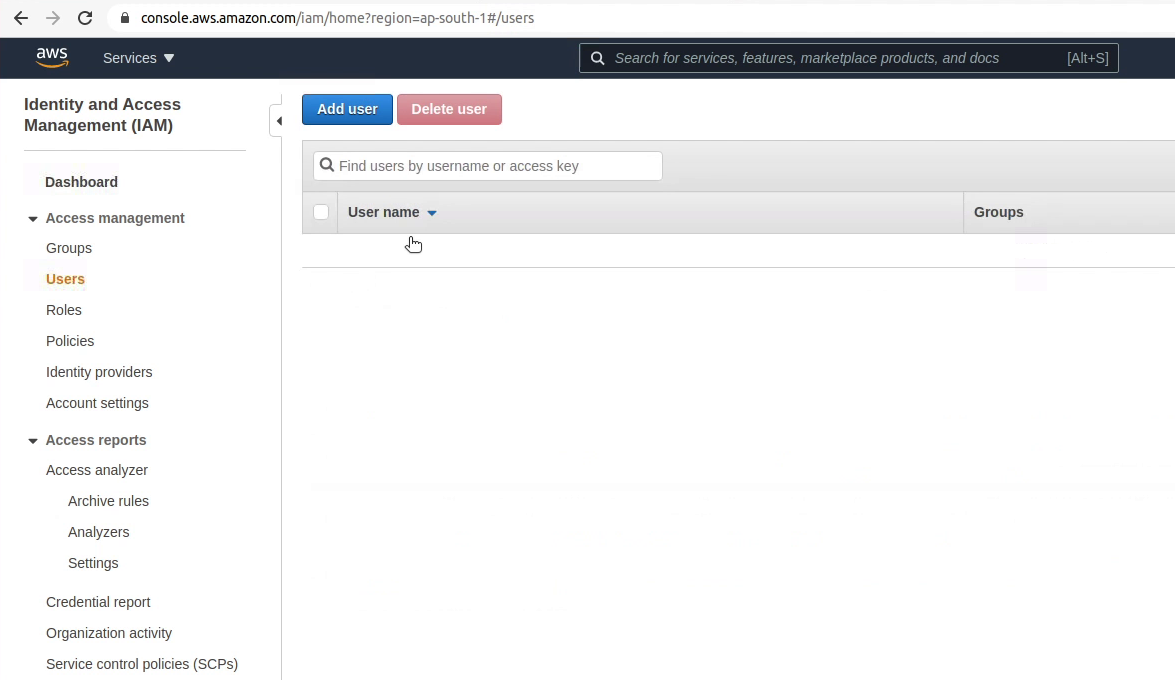 console.aws.amazon.com/iam/home?region=ap-south-1#/users
aws
Services
Search for services, features, marketplace products, and docs
[Alt+S]
Identity and Access
Management (IAM)
Dashboard
Access management
Groups
Users
Roles
Policies
Identity providers
Account settings
Access reports
Access analyzer
Archive rules
Analyzers
Settings
Credential report
Organization activity
Service control policies (SCPs)
Add user
Delete user
Find users by username or access key
User name
Groups